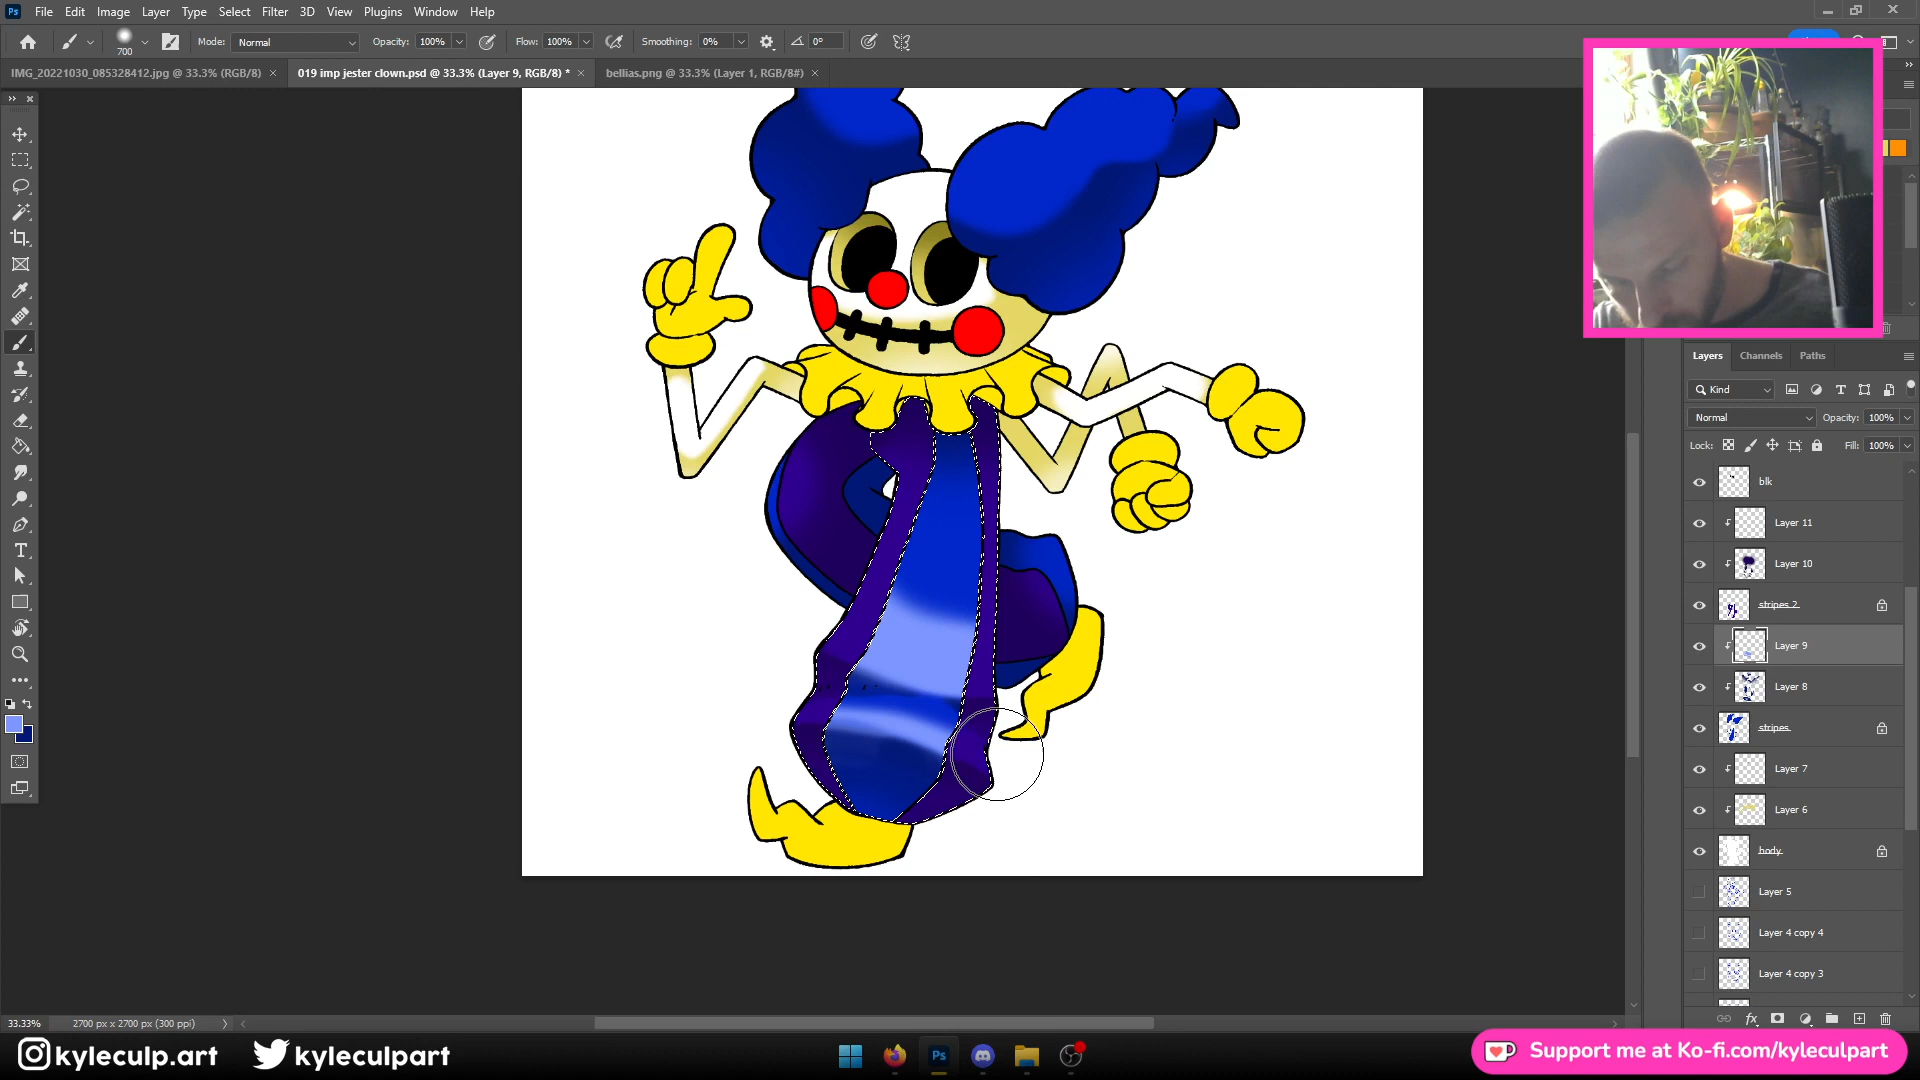 Ps File Edit Image Layer Type Select Filter 3D View Plugins Window Help
700 Mode: Normal Opacity: 100% Flow: 100% Smoothing: 0% 0°
IMG_20221030_085328412.jpg @ 33.3% (RGB/8) × 019 imp jester clown.psd @ 33.3% (Layer 9, RGB/8) * × bellias.png @ 33.3% (Layer 1, RGB/8#) ×
Layers Channels Paths
Kind
Normal Opacity: 100%
Lock: Fill: 100%
blk
Layer 11
Layer 10
stripes 2
Layer 9
Layer 8
stripes
Layer 7
Layer 6
body
Layer 5
Layer 4 copy 4
Layer 4 copy 3
33.33% 2700 px x 2700 px (300 ppi)
kyleculp.art kyleculpart
Ps
Support me at Ko-fi.com/kyleculpart